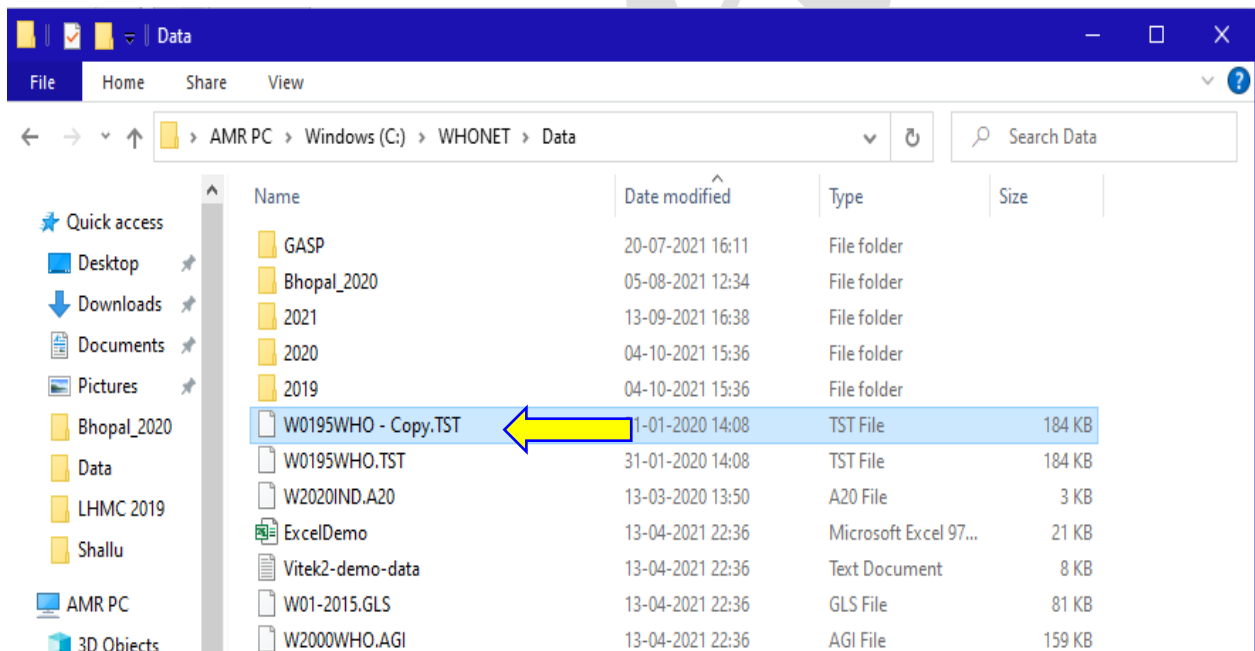 Data
File Home Share View
AMR PC > Windows (C:) > WHONET > Data Search Data
Name Date modified Type Size
Quick access
Desktop
Downloads
Documents
Pictures
Bhopal_2020
Data
LHMC 2019
Shallu
AMR PC
3D Objects
GASP 20-07-2021 16:11 File folder
Bhopal_2020 05-08-2021 12:34 File folder
2021 13-09-2021 16:38 File folder
2020 04-10-2021 15:36 File folder
2019 04-10-2021 15:36 File folder
W0195WHO - Copy.TST 1-01-2020 14:08 TST File 184 KB
W0195WHO.TST 31-01-2020 14:08 TST File 184 KB
W2020IND.A20 13-03-2020 13:50 A20 File 3 KB
ExcelDemo 13-04-2021 22:36 Microsoft Excel 97... 21 KB
Vitek2-demo-data 13-04-2021 22:36 Text Document 8 KB
W01-2015.GLS 13-04-2021 22:36 GLS File 81 KB
W2000WHO.AGI 13-04-2021 22:36 AGI File 159 KB